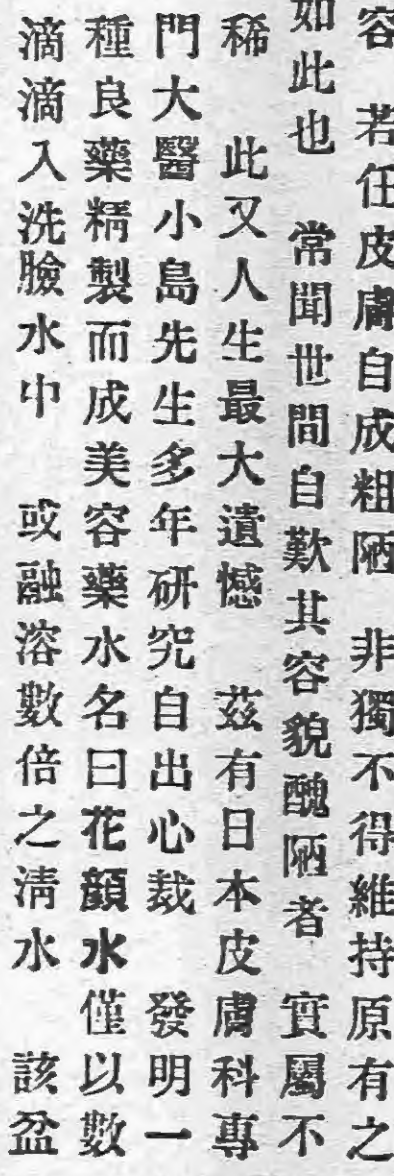 容　若任皮膚自成粗陋　非獨不得維持原有之
如此也　常聞世間自歎其容貌醜陋者　實屬不
稀　此又人生最大遺憾　茲有日本皮膚科專
門大醫小島先生多年研究自出心裁　發明一
種良藥精製而成美容藥水名曰花顏水僅以數
滴滴入洗臉水中　或融溶數倍之淸水　該盆